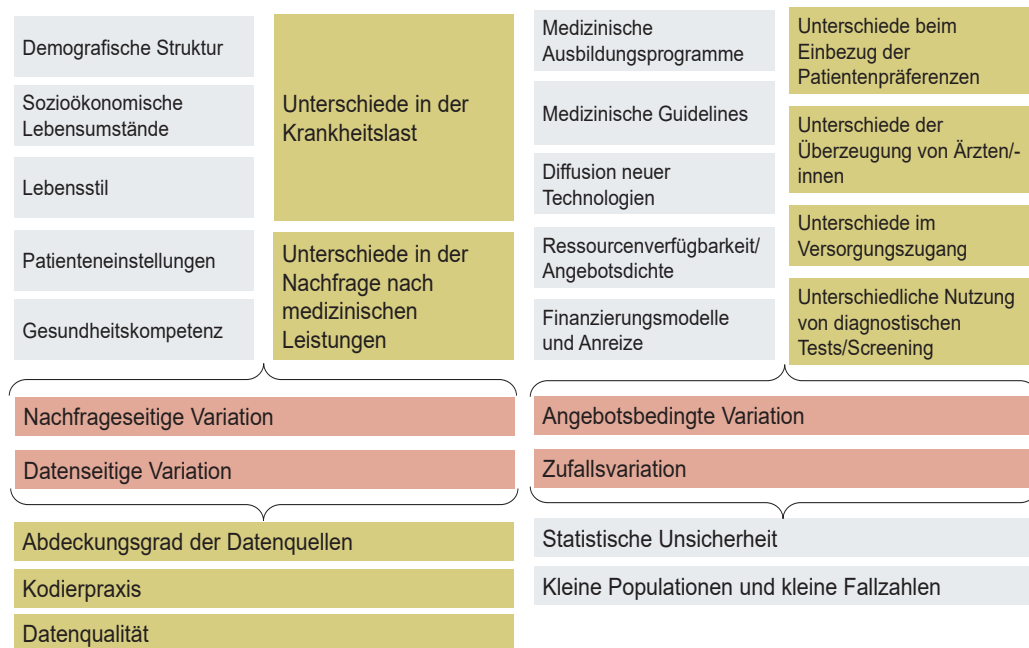 Demografische Struktur
Sozioökonomische
Lebensumstände
Lebensstil
Patienteneinstellungen
Gesundheitskompetenz
Unterschiede in der
Krankheitslast
Unterschiede in der
Nachfrage nach
medizinischen
Leistungen
Medizinische
Ausbildungsprogramme
Medizinische Guidelines
Diffusion neuer
Technologien
Ressourcenverfügbarkeit/
Angebotsdichte
Finanzierungsmodelle
und Anreize
Unterschiede beim
Einbezug der
Patientenpräferenzen
Unterschiede der
Überzeugung von Ärzten/-
innen
Unterschiede im
Versorgungszugang
Unterschiedliche Nutzung
von diagnostischen
Tests/Screening
Nachfrageseitige Variation
Angebotsbedingte Variation
Datenseitige Variation
Zufallsvariation
Abdeckungsgrad der Datenquellen
Kodierpraxis
Datenqualität
Statistische Unsicherheit
Kleine Populationen und kleine Fallzahlen